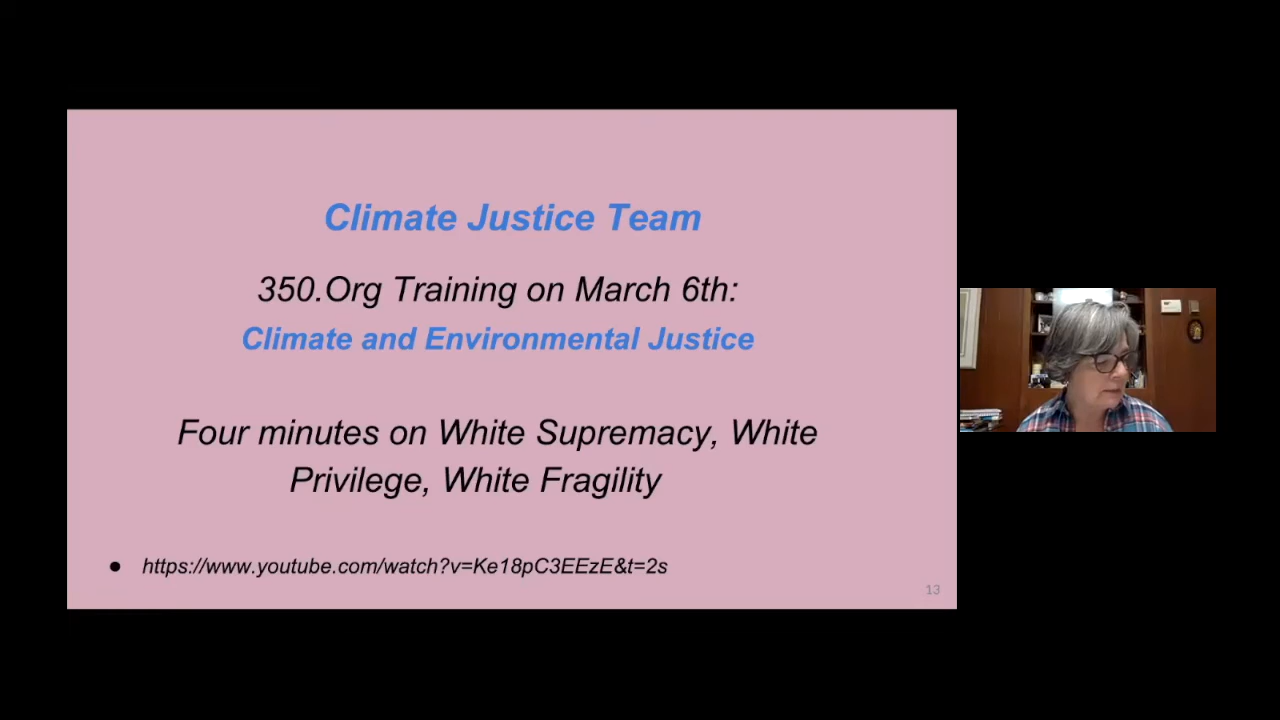 Climate Justice Team
350.Org Training on March 6th:
Climate and Environmental Justice
Four minutes on White Supremacy, White
Privilege, White Fragility
● https://www.youtube.com/watch?v=Ke18pC3EEzE&t=2s
13